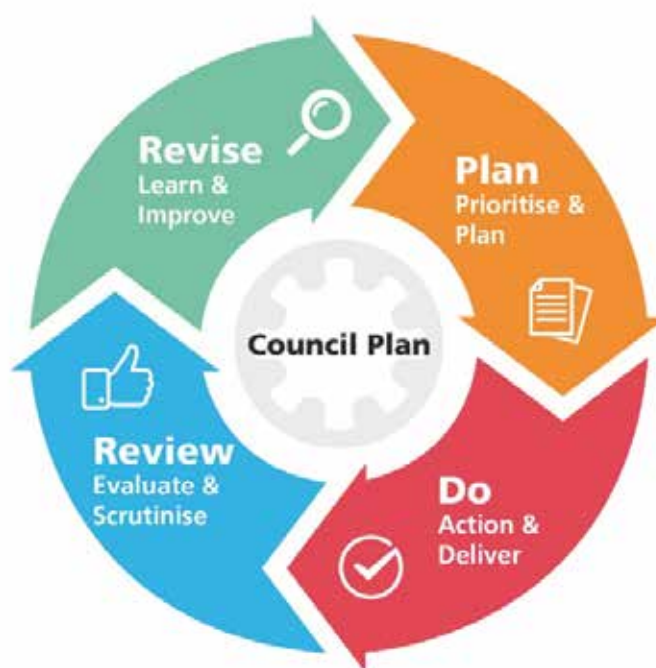 Revise
Learn &
Improve
Plan
Prioritise &
Plan
Council Plan
Review
Evaluate &
Scrutinise
Do
Action &
Deliver